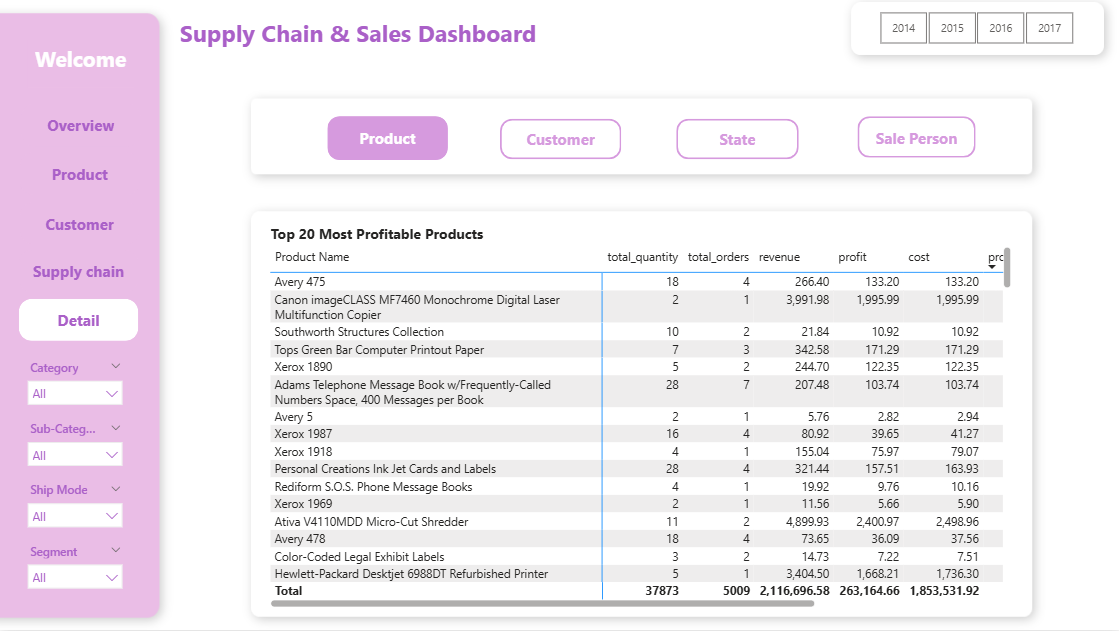 Supply Chain & Sales Dashboard
2014 2015 2016 2017
Welcome
Overview
Product
Customer
Supply chain
Detail
Category
All
Sub-Categ...
All
Ship Mode
All
Segment
All
Product Customer State Sale Person
Top 20 Most Profitable Products
Product Name total_quantity total_orders revenue profit cost prc
Avery 475 18 4 266.40 133.20 133.20
Canon imageCLASS MF7460 Monochrome Digital Laser 2 1 3,991.98 1,995.99 1,995.99
Multifunction Copier
Southworth Structures Collection 10 2 21.84 10.92 10.92
Tops Green Bar Computer Printout Paper 7 3 342.58 171.29 171.29
Xerox 1890 5 2 244.70 122.35 122.35
Adams Telephone Message Book w/Frequently-Called 28 7 207.48 103.74 103.74
Numbers Space, 400 Messages per Book
Avery 5 2 1 5.76 2.82 2.94
Xerox 1987 16 4 80.92 39.65 41.27
Xerox 1918 4 1 155.04 75.97 79.07
Personal Creations Ink Jet Cards and Labels 28 4 321.44 157.51 163.93
Rediform S.O.S. Phone Message Books 4 1 19.92 9.76 10.16
Xerox 1969 2 1 11.56 5.66 5.90
Ativa V4110MDD Micro-Cut Shredder 11 2 4,899.93 2,400.97 2,498.96
Avery 478 18 4 73.65 36.09 37.56
Color-Coded Legal Exhibit Labels 3 2 14.73 7.22 7.51
Hewlett-Packard Deskjet 6988DT Refurbished Printer 5 1 3,404.50 1,668.21 1,736.30
Total 37873 5009 2,116,696.58 263,164.66 1,853,531.92